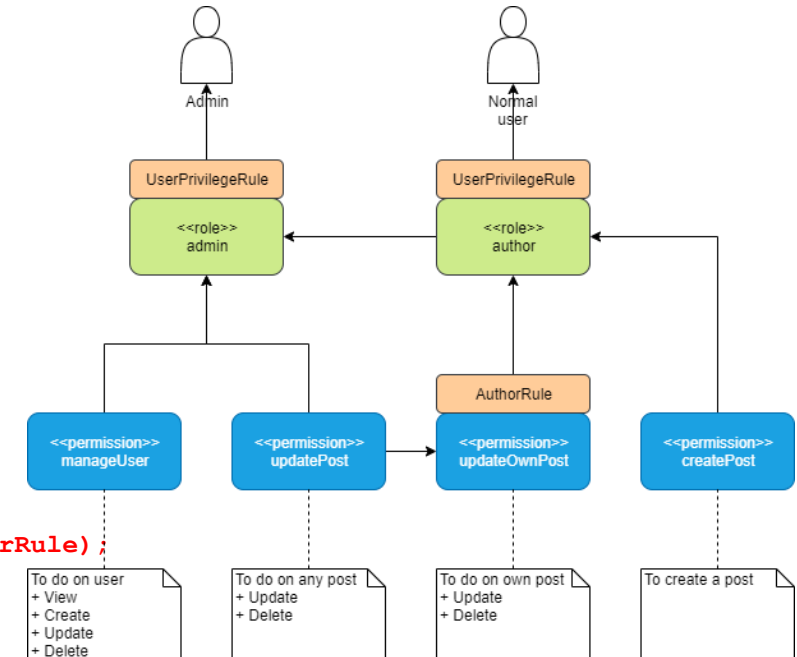 Admin
Normal
user
UserPrivilegeRule
UserPrivilegeRule
<<role>>
admin
<<role>>
author
AuthorRule
<<permission>>
manageUser
<<permission>>
updatePost
<<permission>>
updateOwnPost
<<permission>>
createPost
rRule);
To do on user
+ View
+ Create
+ Update
+ Delete
To do on any post
+ Update
+ Delete
To do on own post
+ Update
+ Delete
To create a post